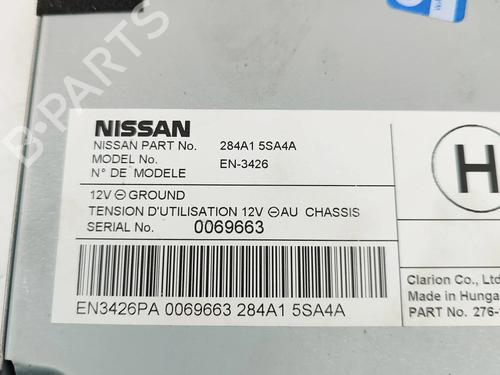 B-PARTS
NISSAN
NISSAN PART No. 284A1 5SA4A
MODEL No. EN-3426
N° DE MODELE
H
12V ⊖ GROUND
TENSION D'UTILISATION 12V ⊖ AU CHASSIS
SERIAL No. 0069663
EN3426PA 0069663 284A1 5SA4A
Clarion Co., Ltd
Made in Hunga
PART No. 276-